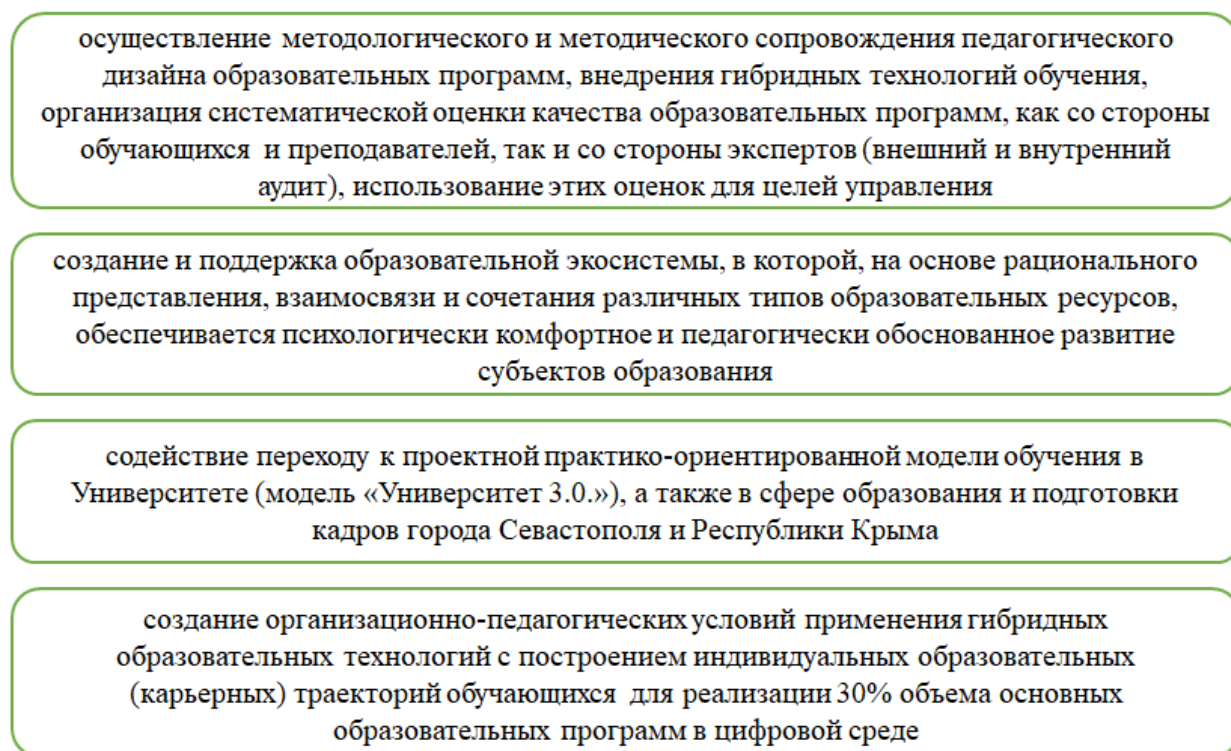 осуществление методологического и методического сопровождения педагогического
дизайна образовательных программ, внедрения гибридных технологий обучения,
организация систематической оценки качества образовательных программ, как со стороны
обучающихся и преподавателей, так и со стороны экспертов (внешний и внутренний
аудит), использование этих оценок для целей управления
создание и поддержка образовательной экосистемы, в которой, на основе рационального
представления, взаимосвязи и сочетания различных типов образовательных ресурсов,
обеспечивается психологически комфортное и педагогически обоснованное развитие
субъектов образования
содействие переходу к проектной практико-ориентированной модели обучения в
Университете (модель «Университет 3.0.»), а также в сфере образования и подготовки
кадров города Севастополя и Республики Крыма
создание организационно-педагогических условий применения гибридных
образовательных технологий с построением индивидуальных образовательных
(карьерных) траекторий обучающихся для реализации 30% объема основных
образовательных программ в цифровой среде